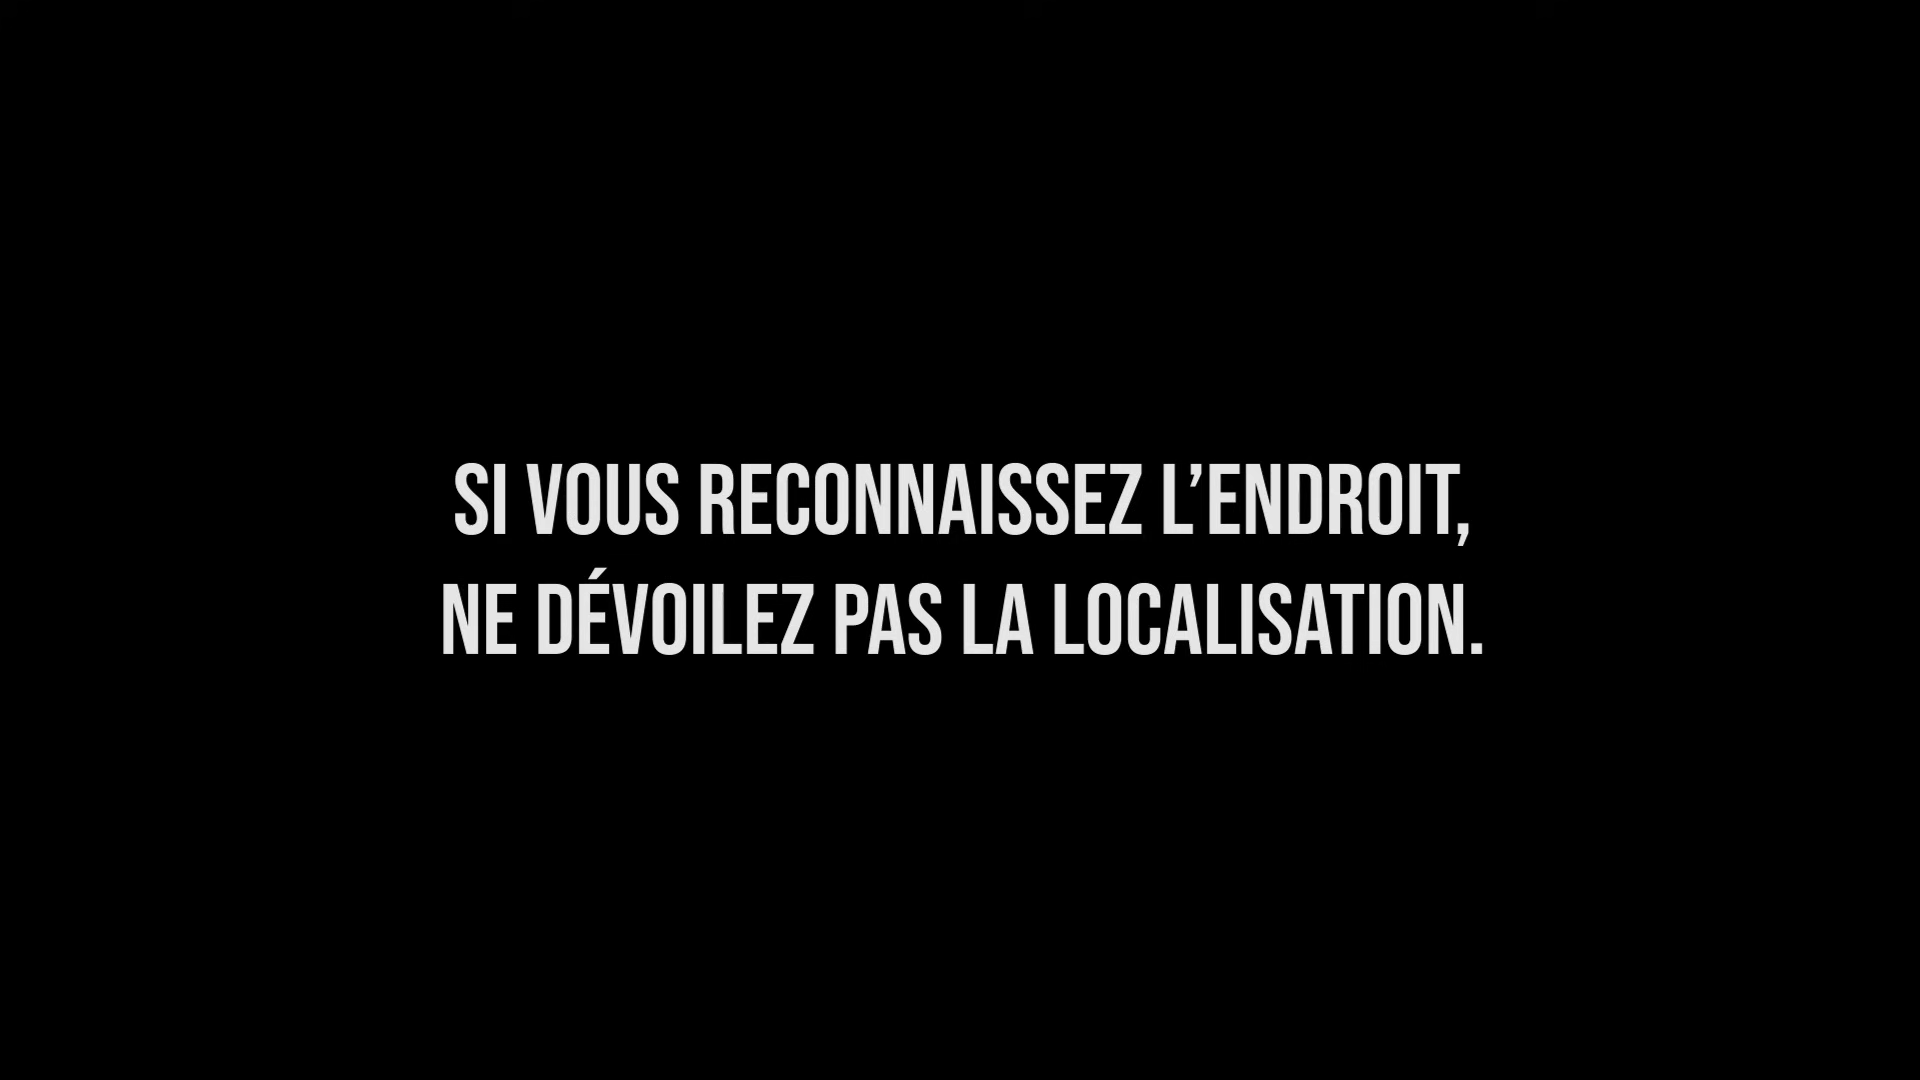 SI VOUS RECONNAISSEZ L’ENDROIT,
NE DÉVOILEZ PAS LA LOCALISATION.